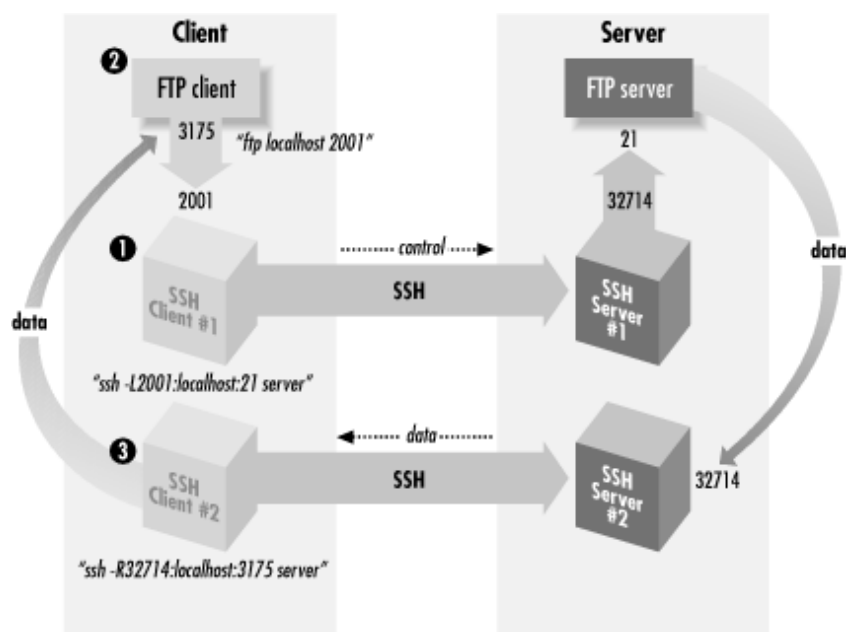 Client
Server
2
FTP client
FTP server
3175
"ftp localhost 2001"
21
2001
32714
1
control
data
SSH
Client #1
SSH
SSH
Server
#1
data
"ssh -L2001:localhost:21 server"
3
data
SSH
Client #2
SSH
SSH
Server
#2
32714
"ssh -R32714:localhost:3175 server"